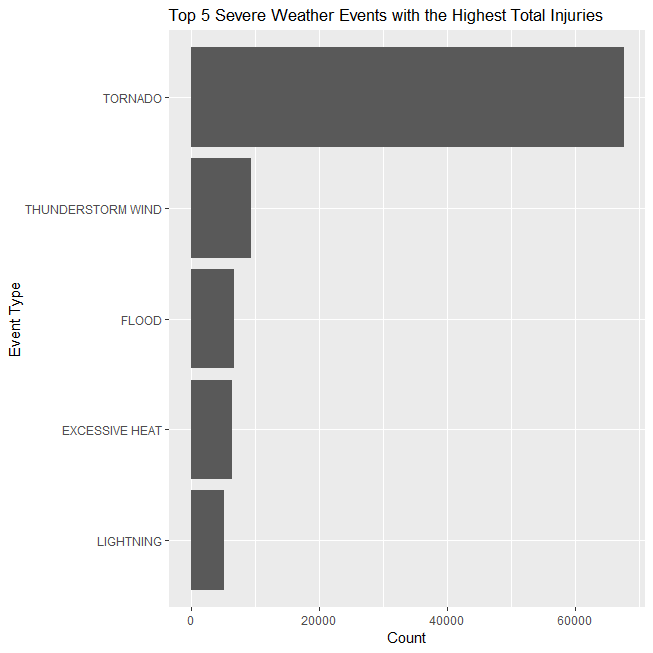 Top 5 Severe Weather Events with the Highest Total Injuries
Event Type
TORNADO
THUNDERSTORM WIND
FLOOD
EXCESSIVE HEAT
LIGHTNING
0 20000 40000 60000
Count